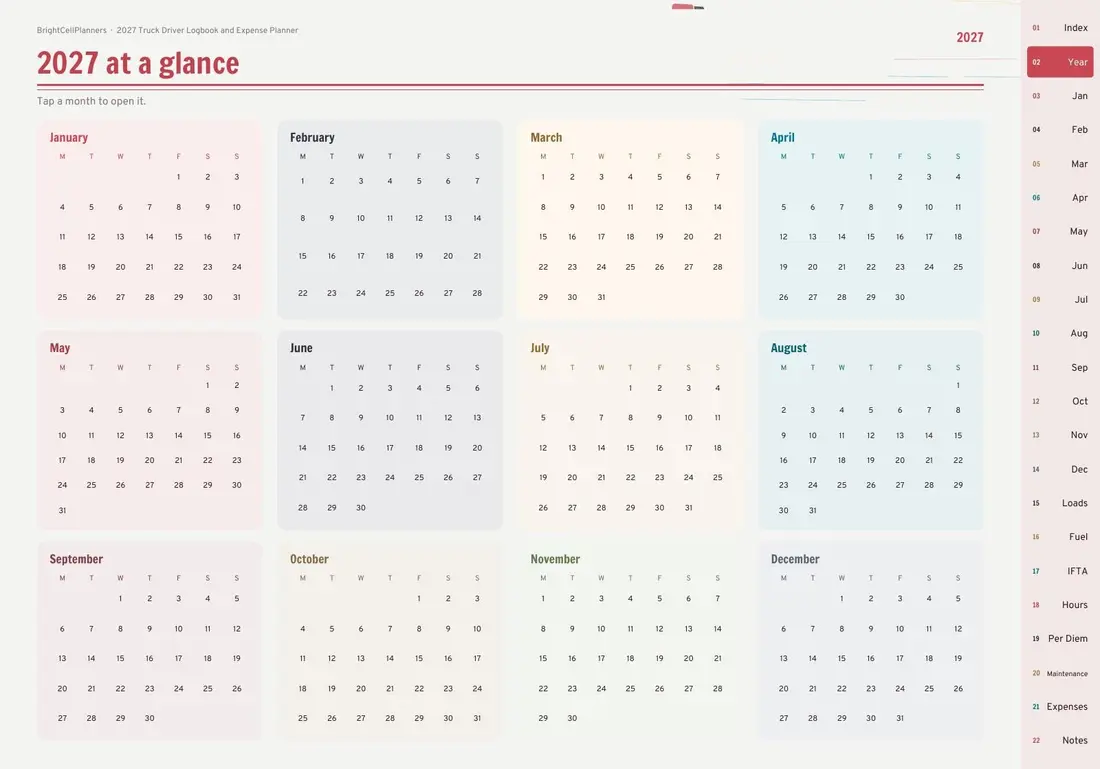 BrightCellPlanners · 2027 Truck Driver Logbook and Expense Planner
2027
2027 at a glance
Tap a month to open it.
January
M T W T F S S
1 2 3
4 5 6 7 8 9 10
11 12 13 14 15 16 17
18 19 20 21 22 23 24
25 26 27 28 29 30 31
February
M T W T F S S
1 2 3 4 5 6 7
8 9 10 11 12 13 14
15 16 17 18 19 20 21
22 23 24 25 26 27 28
March
M T W T F S S
1 2 3 4 5 6 7
8 9 10 11 12 13 14
15 16 17 18 19 20 21
22 23 24 25 26 27 28
29 30 31
April
M T W T F S S
1 2 3 4
5 6 7 8 9 10 11
12 13 14 15 16 17 18
19 20 21 22 23 24 25
26 27 28 29 30
May
M T W T F S S
1 2
3 4 5 6 7 8 9
10 11 12 13 14 15 16
17 18 19 20 21 22 23
24 25 26 27 28 29 30
31
June
M T W T F S S
1 2 3 4 5 6
7 8 9 10 11 12 13
14 15 16 17 18 19 20
21 22 23 24 25 26 27
28 29 30
July
M T W T F S S
1 2 3 4
5 6 7 8 9 10 11
12 13 14 15 16 17 18
19 20 21 22 23 24 25
26 27 28 29 30 31
August
M T W T F S S
1
2 3 4 5 6 7 8
9 10 11 12 13 14 15
16 17 18 19 20 21 22
23 24 25 26 27 28 29
30 31
September
M T W T F S S
1 2 3 4 5
6 7 8 9 10 11 12
13 14 15 16 17 18 19
20 21 22 23 24 25 26
27 28 29 30
October
M T W T F S S
1 2 3
4 5 6 7 8 9 10
11 12 13 14 15 16 17
18 19 20 21 22 23 24
25 26 27 28 29 30 31
November
M T W T F S S
1 2 3 4 5 6 7
8 9 10 11 12 13 14
15 16 17 18 19 20 21
22 23 24 25 26 27 28
29 30
December
M T W T F S S
1 2 3 4 5
6 7 8 9 10 11 12
13 14 15 16 17 18 19
20 21 22 23 24 25 26
27 28 29 30 31
01 Index
02 Year
03 Jan
04 Feb
05 Mar
06 Apr
07 May
08 Jun
09 Jul
10 Aug
11 Sep
12 Oct
13 Nov
14 Dec
15 Loads
16 Fuel
17 IFTA
18 Hours
19 Per Diem
20 Maintenance
21 Expenses
22 Notes